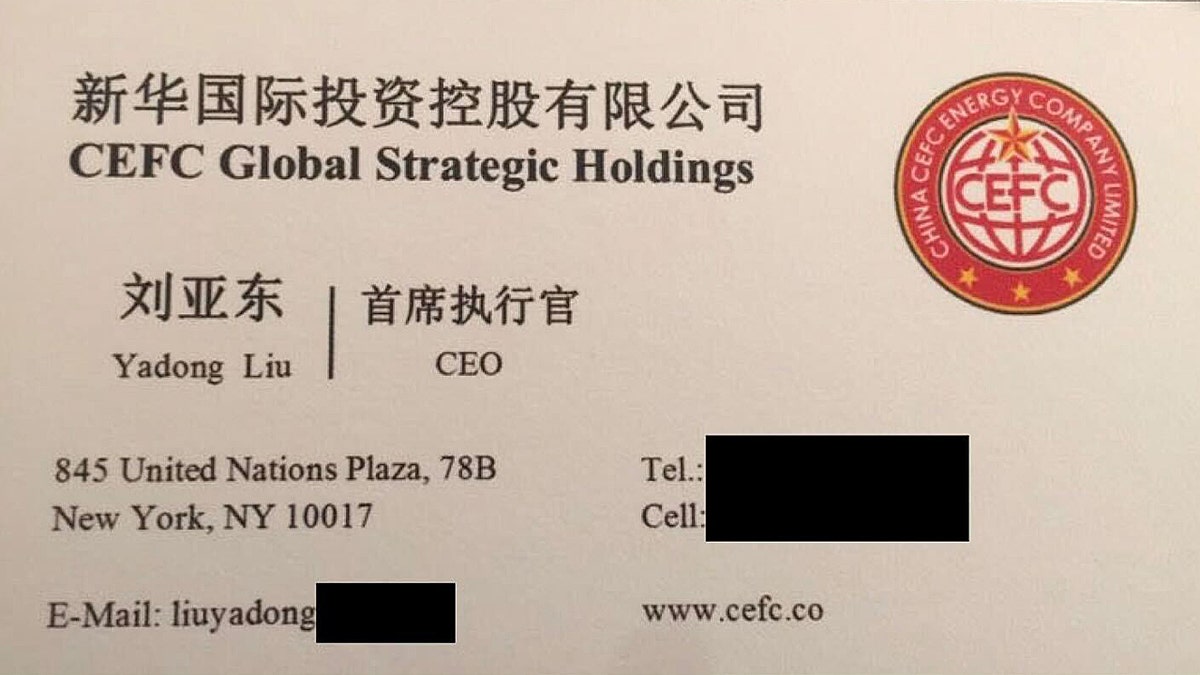 新华国际投资控股有限公司
CEFC Global Strategic Holdings
CHINA CEFC ENERGY COMPANY LIMITED
CEFC
刘亚东
首席执行官
Yadong Liu
CEO
845 United Nations Plaza, 78B
New York, NY 10017
Tel.:
Cell:
E-Mail: liuyadong
www.cefc.co